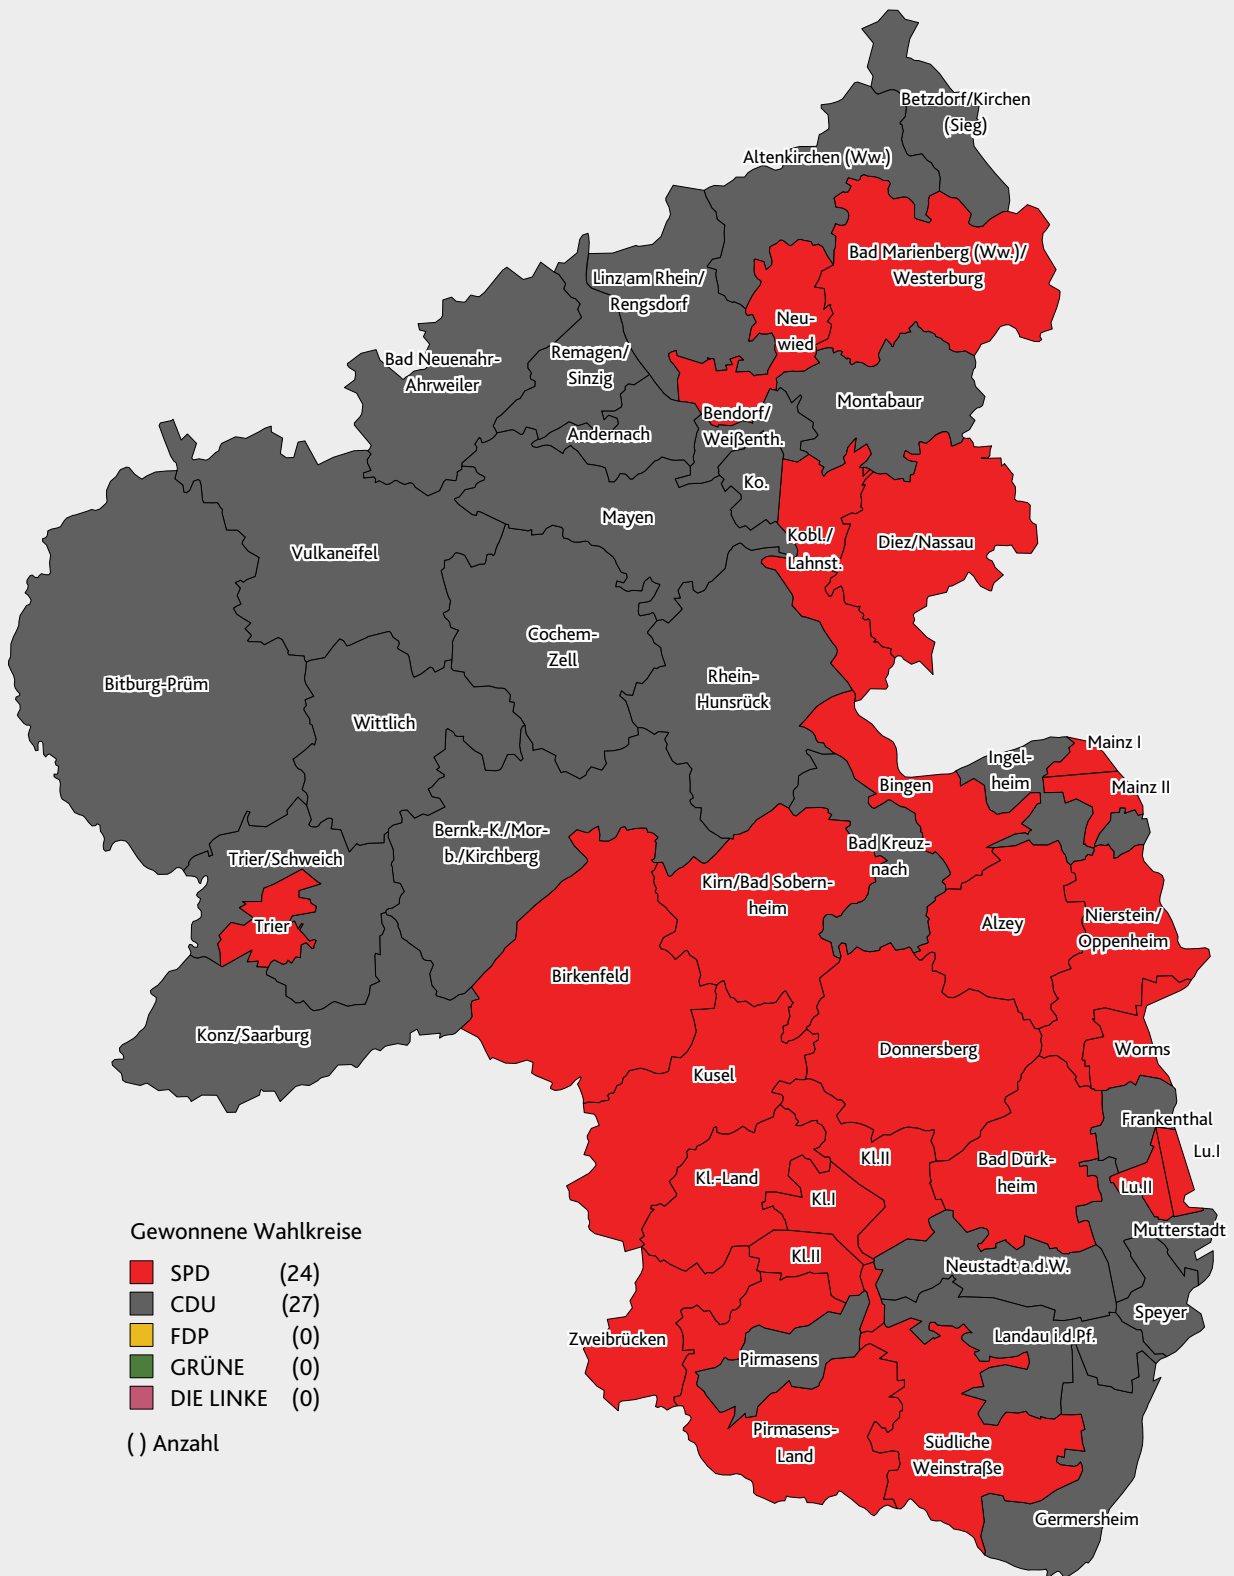 Betzdorf/Kirchen
(Sieg)
Altenkirchen (Ww.)
Bad Marienberg (Ww.)/
Westerburg
Linz am Rhein/
Rengsdorf
Neu-
wied
Remagen/
Sinzig
Bad Neuenahr-
Ahrweiler
Montabaur
Bendorf/
Weißenth.
Andernach
Ko.
Mayen
Kobl./
Lahnst.
Diez/Nassau
Vulkaneifel
Cochem-
Zell
Rhein-
Hunsrück
Bitburg-Prüm
Wittlich
Mainz I
Ingel-
heim
Bingen
Mainz II
Bernk.-K./Mor-
b./Kirchberg
Bad Kreuz-
nach
Trier/Schweich
Kirn/Bad Sobern-
heim
Trier
Alzey
Nierstein/
Oppenheim
Birkenfeld
Konz/Saarburg
Donnersberg
Worms
Kusel
Frankenthal
Lu.I
Kl.II
Bad Dürk-
heim
Kl.-Land
Kl.I
Lu.II
Mutterstadt
Kl.II
Neustadt a.d.W.
Speyer
Zweibrücken
Landau i.d.Pf.
Pirmasens
Pirmasens-
Land
Südliche
Weinstraße
Germersheim
Gewonnene Wahlkreise
SPD (24)
CDU (27)
FDP (0)
GRÜNE (0)
DIE LINKE (0)
( ) Anzahl